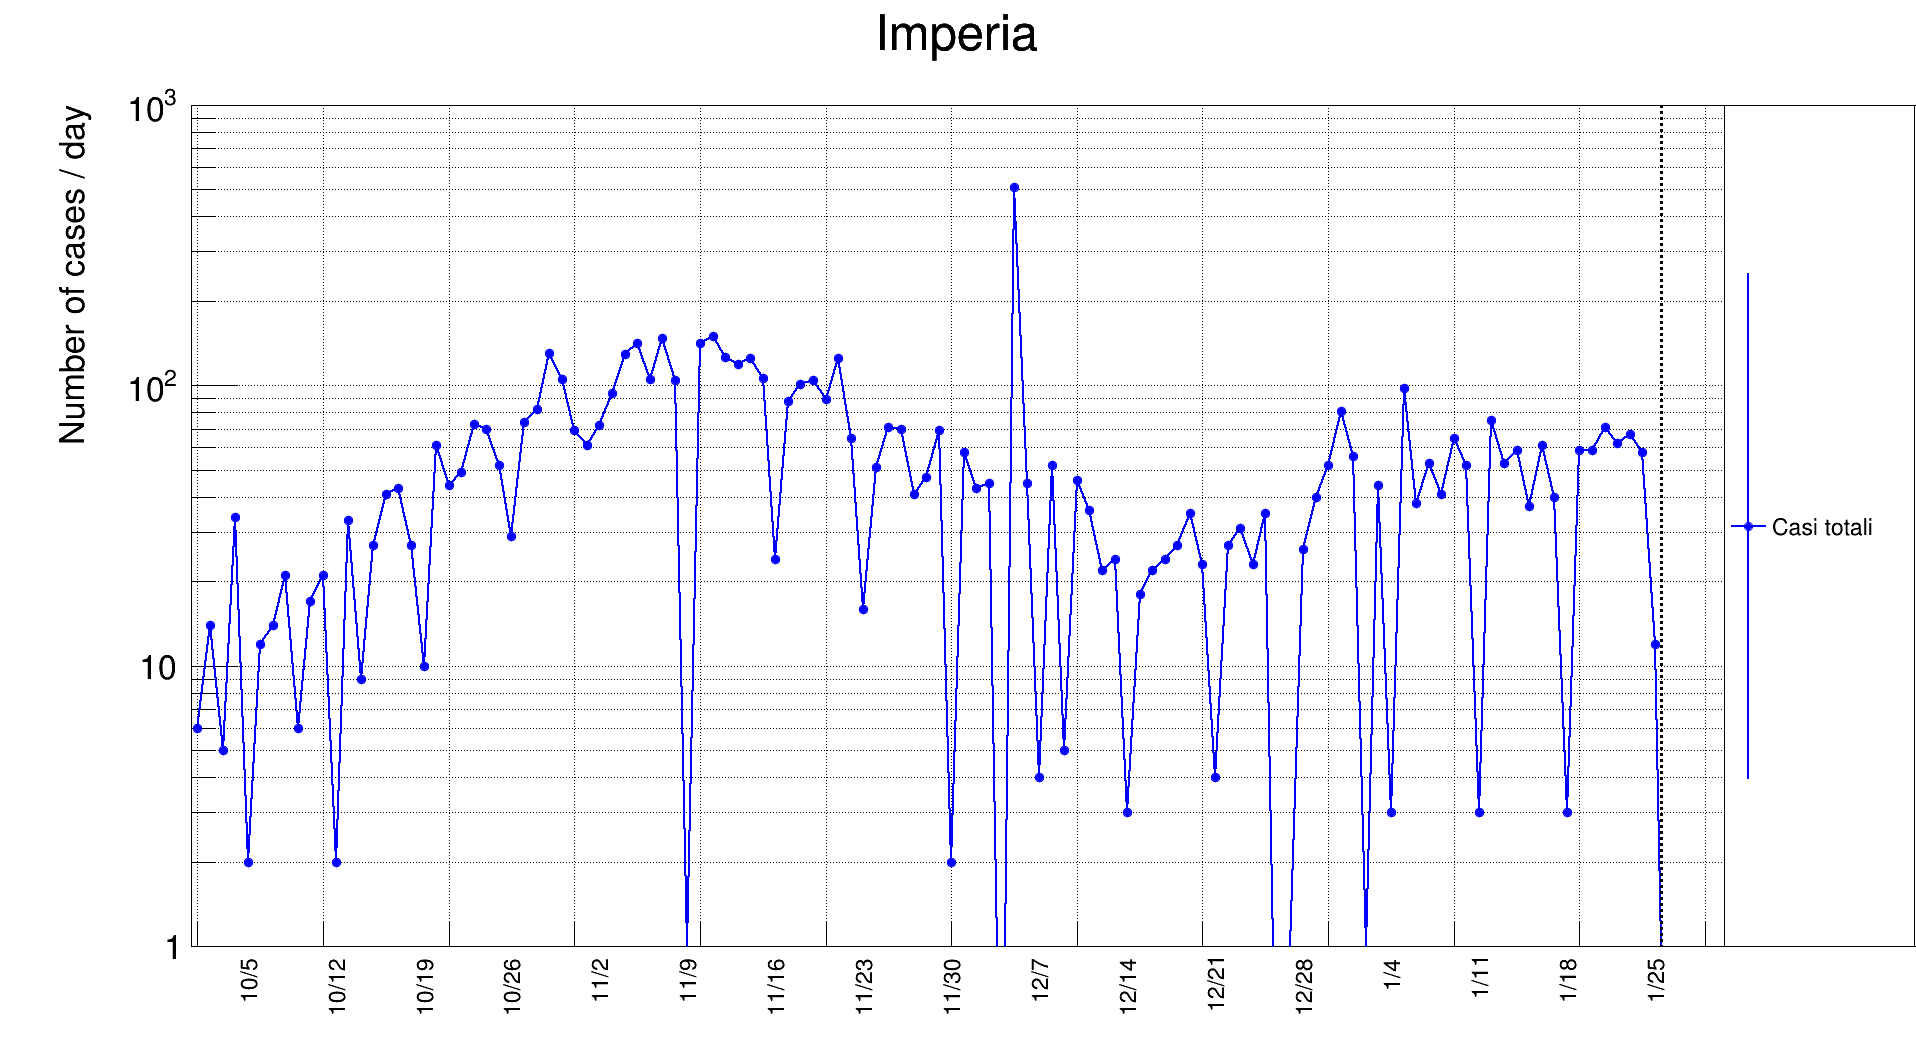 Imperia
Number of cases / day
10³
10²
10
1
10/5 10/12 10/19 10/26 11/2 11/9 11/16 11/23 11/30 12/7 12/14 12/21 12/28 1/4 1/11 1/18 1/25
Casi totali